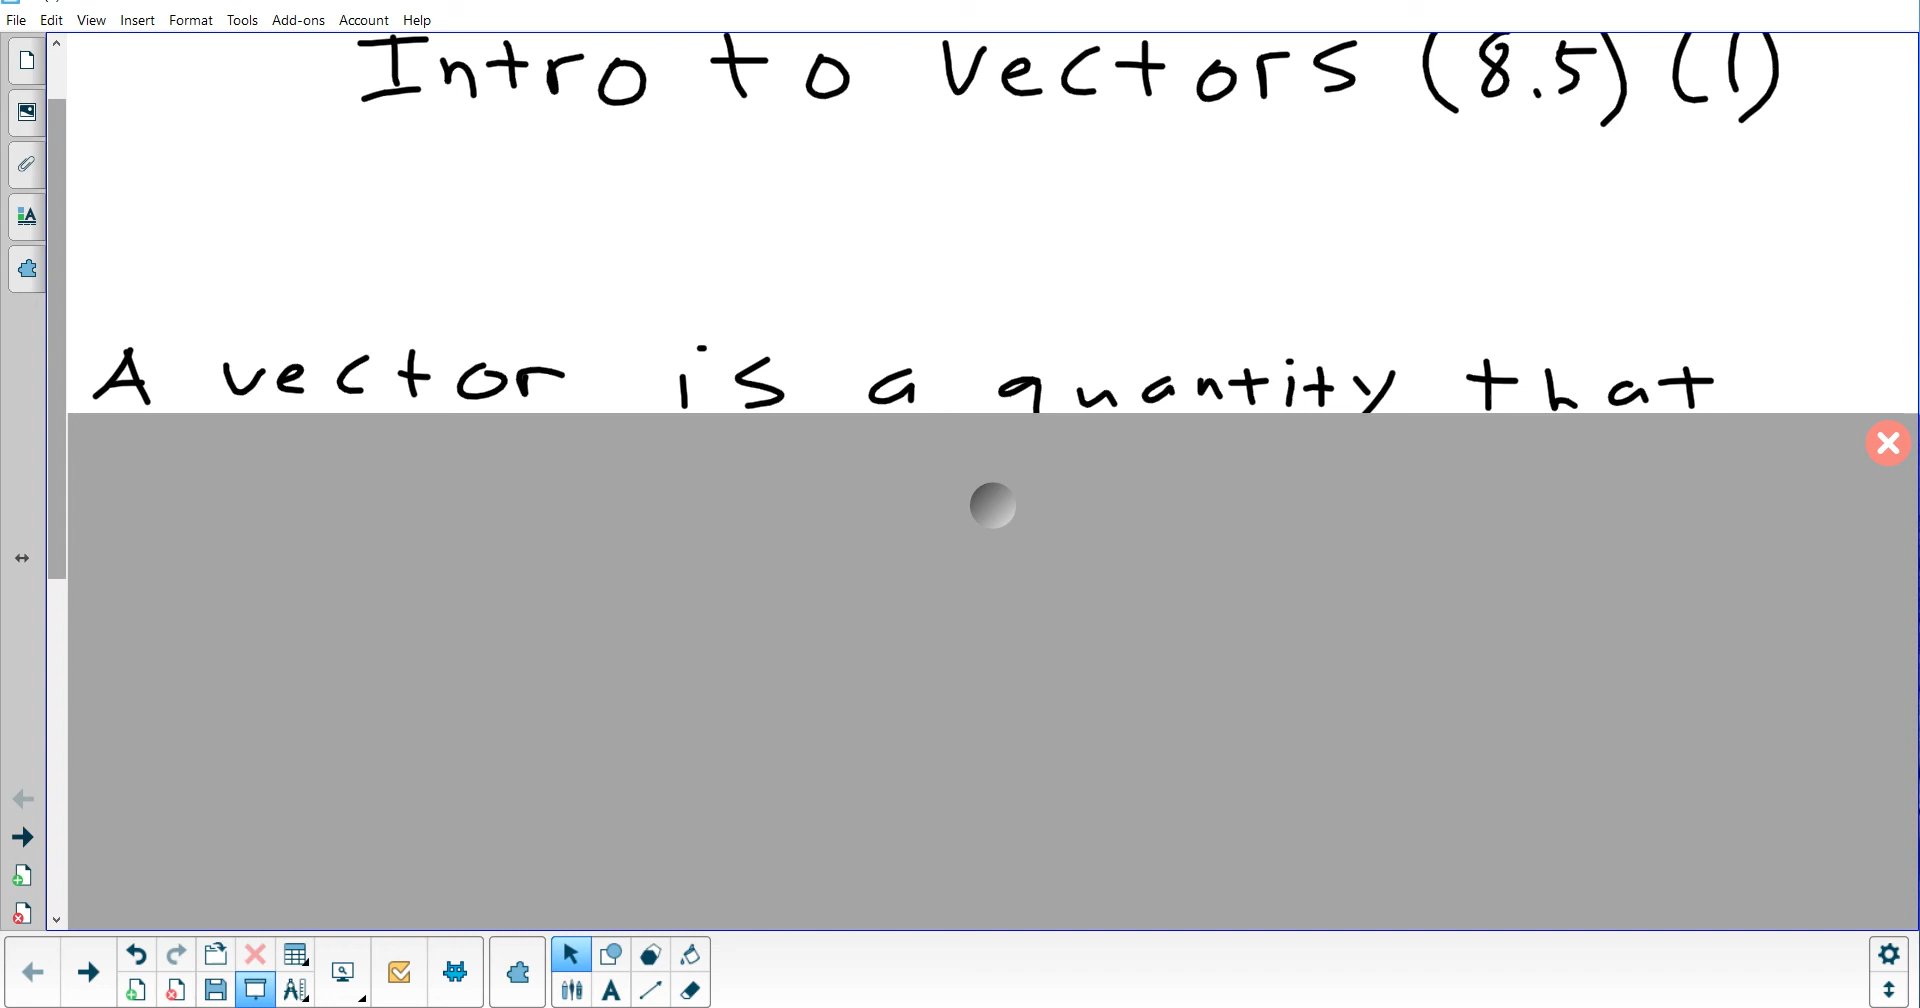 File Edit View Insert Format Tools Add-ons Account Help
Intro to Vectors (8.5) (1)
A vector is a quantity that